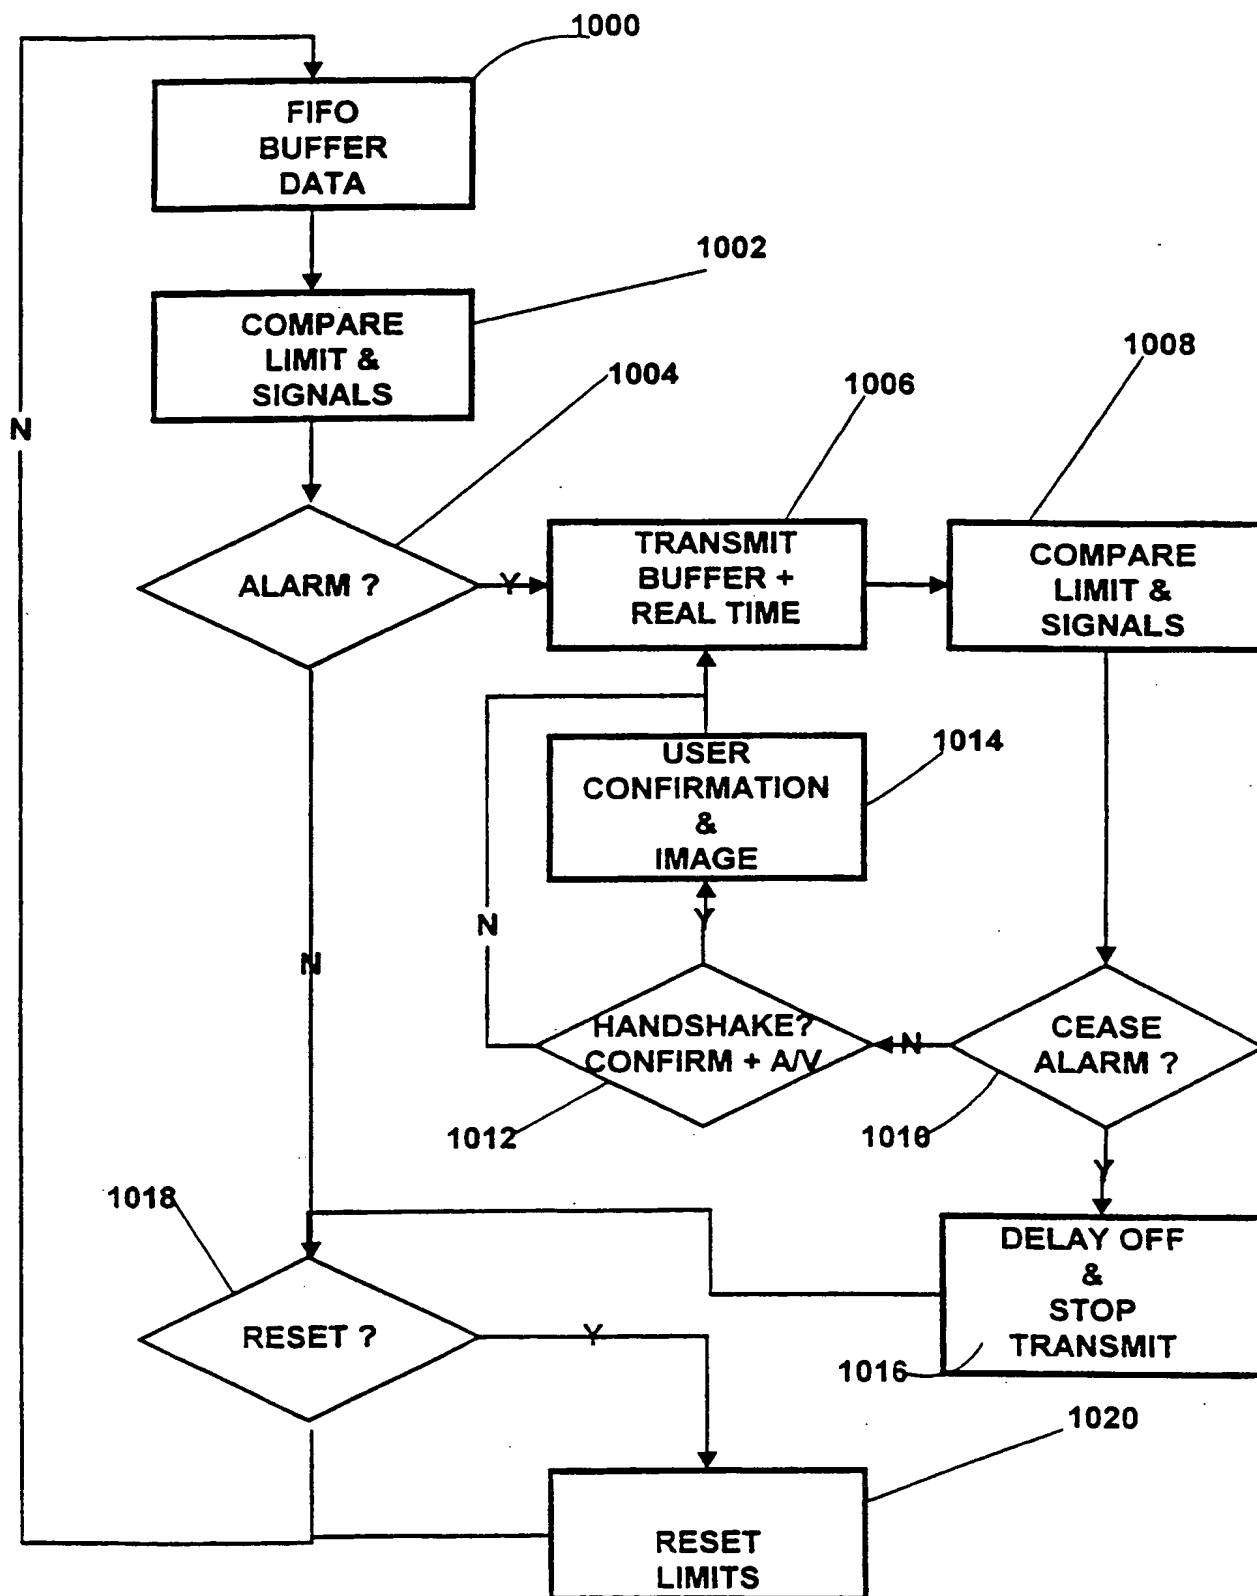 1000
FIFO
BUFFER
DATA
1002
COMPARE
LIMIT &
SIGNALS
1004
1006
1008
N
ALARM ?
Y
TRANSMIT
BUFFER +
REAL TIME
COMPARE
LIMIT &
SIGNALS
1014
USER
CONFIRMATION
&
IMAGE
N
Y
N
HANDSHAKE?
CONFIRM + A/V
N
CEASE
ALARM ?
1012
1010
Y
1018
DELAY OFF
&
STOP
TRANSMIT
RESET ?
Y
1016
1020
RESET
LIMITS